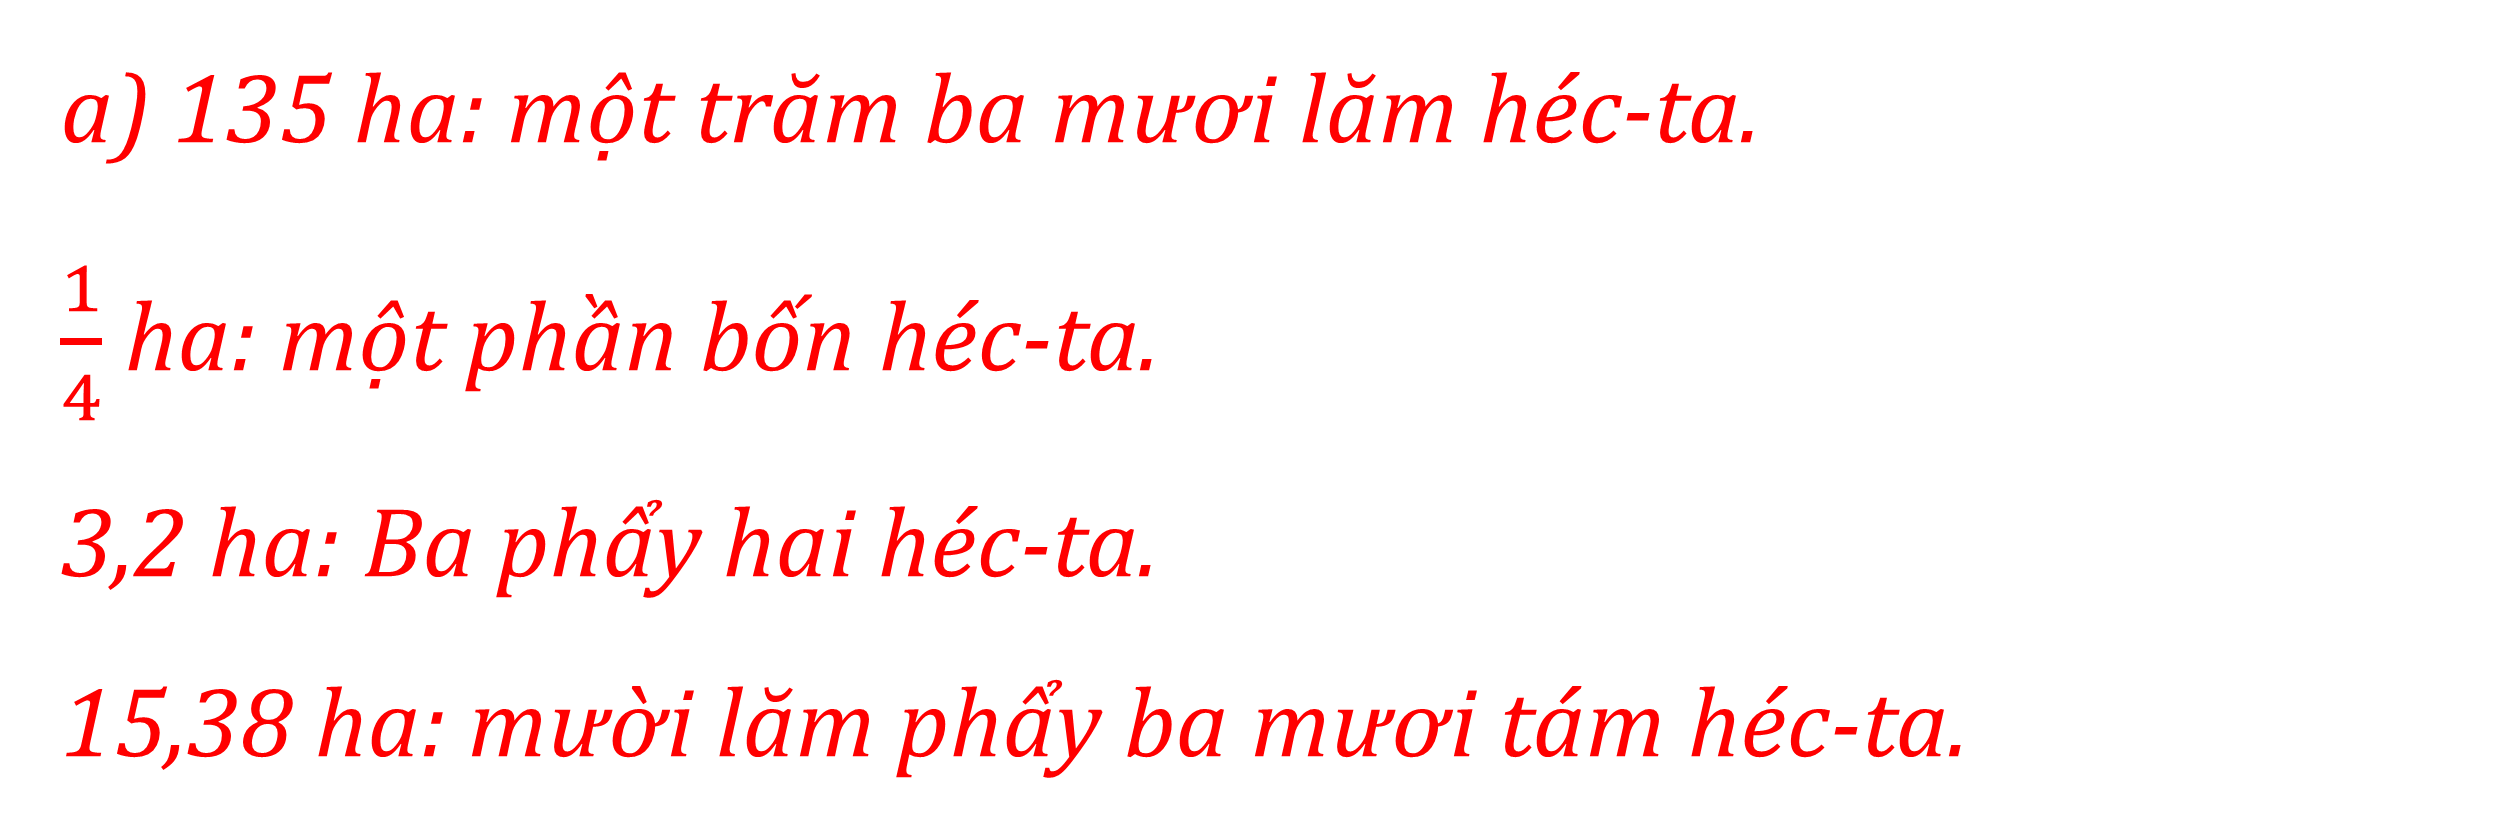 a) 135 ha: một trăm ba mươi lăm héc-ta.
1/4 ha: một phần bốn héc-ta.
3,2 ha: Ba phẩy hai héc-ta.
15,38 ha: mười lăm phẩy ba mươi tám héc-ta.